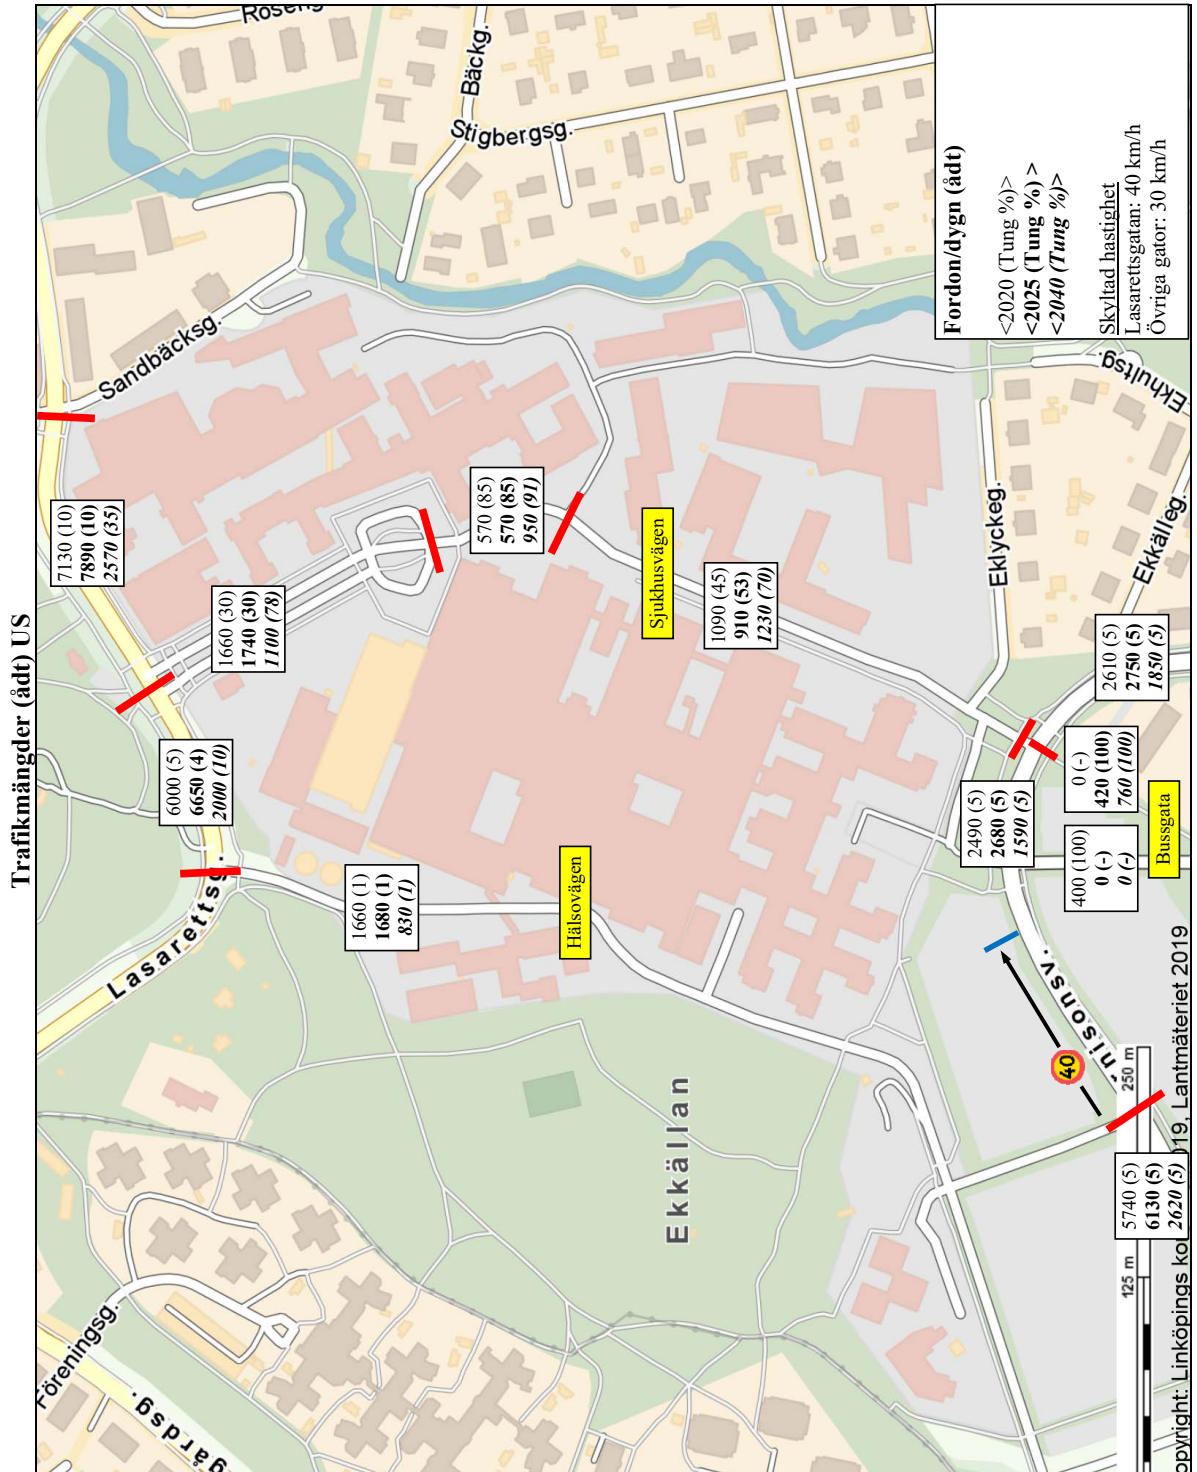 Trafikmängder (ådt) US
Föreningsg.
Lasarettsg.
Sandbäcksg.
Bäckg.
Stigbergsg.
7130 (10)
7890 (10)
2570 (35)
6000 (5)
6650 (4)
2000 (10)
1660 (30)
1740 (30)
1100 (78)
1660 (1)
1680 (1)
830 (1)
570 (85)
570 (85)
950 (91)
Hälsovägen
Sjukhusvägen
Ekkällan
1090 (45)
910 (53)
1230 (70)
Eklyckeg.
Ekhultsg.
Ekkälleg.
2490 (5)
2680 (5)
1590 (5)
2610 (5)
2750 (5)
1850 (5)
0 (-)
420 (100)
760 (100)
400 (100)
0 (-)
0 (-)
Bussgata
nisonsv.
40
5740 (5)
6130 (5)
2620 (5)
125 m
250 m
Fordon/dygn (ådt)
<2020 (Tung %)>
<2025 (Tung %) >
<2040 (Tung %)>
Skyltad hastighet
Lasarettsgatan: 40 km/h
Övriga gator: 30 km/h
opyright: Linköpings ko 019, Lantmäteriet 2019